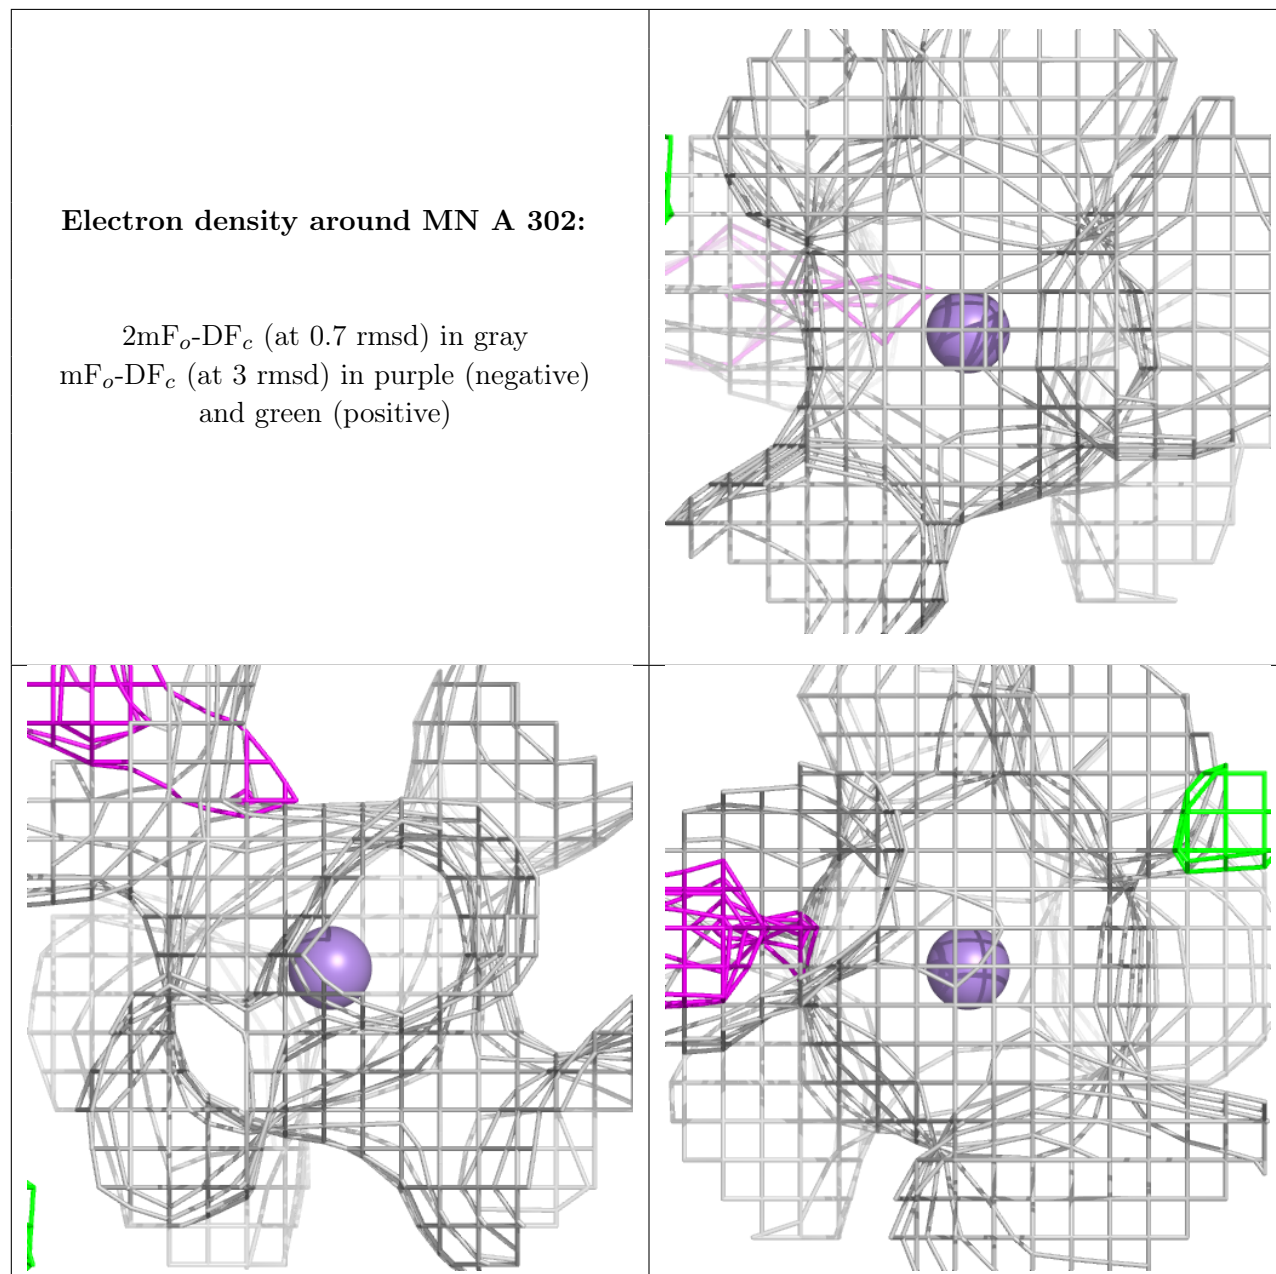 Electron density around MN A 302:
2mFo-DFc (at 0.7 rmsd) in gray
mFo-DFc (at 3 rmsd) in purple (negative)
and green (positive)